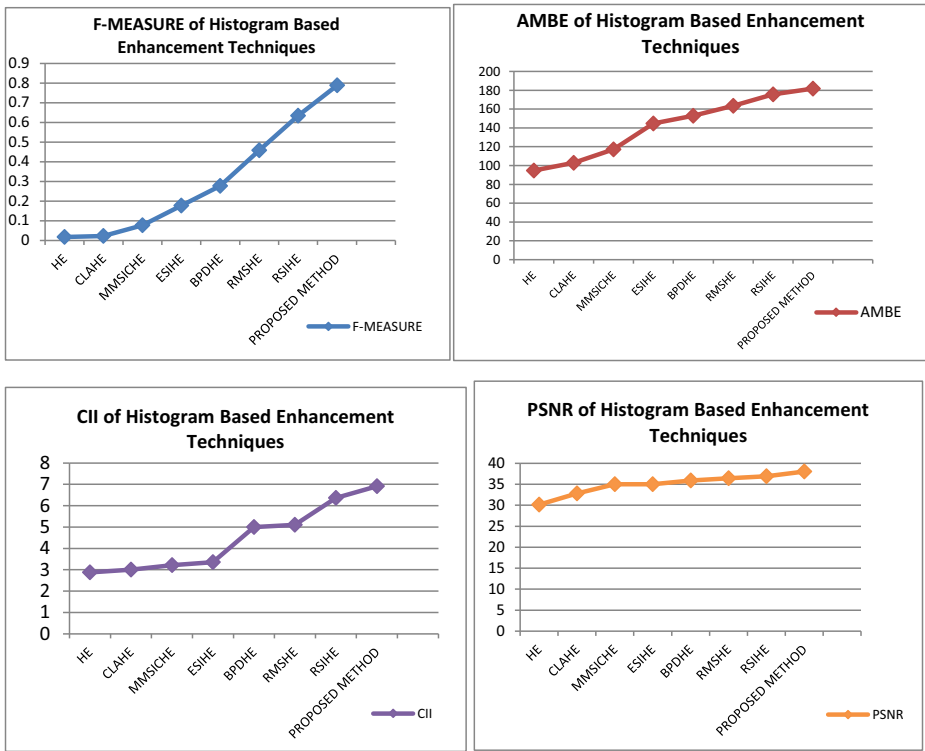 F-MEASURE of Histogram Based
Enhancement Techniques
0.9
0.8
0.7
0.6
0.5
0.4
0.3
0.2
0.1
0
HE
CLAHE
MMSICHE
ESIHE
BPDHE
RMSHE
RSIHE
PROPOSED METHOD
F-MEASURE
AMBE of Histogram Based Enhancement
Techniques
200
180
160
140
120
100
80
60
40
20
0
HE
CLAHE
MMSICHE
ESIHE
BPDHE
RMSHE
RSIHE
PROPOSED METHOD
AMBE
CII of Histogram Based Enhancement
Techniques
8
7
6
5
4
3
2
1
0
HE
CLAHE
MMSICHE
ESIHE
BPDHE
RMSHE
RSIHE
PROPOSED METHOD
CII
PSNR of Histogram Based Enhancement
Techniques
40
35
30
25
20
15
10
5
0
HE
CLAHE
MMSICHE
ESIHE
BPDHE
RMSHE
RSIHE
PROPOSED METHOD
PSNR